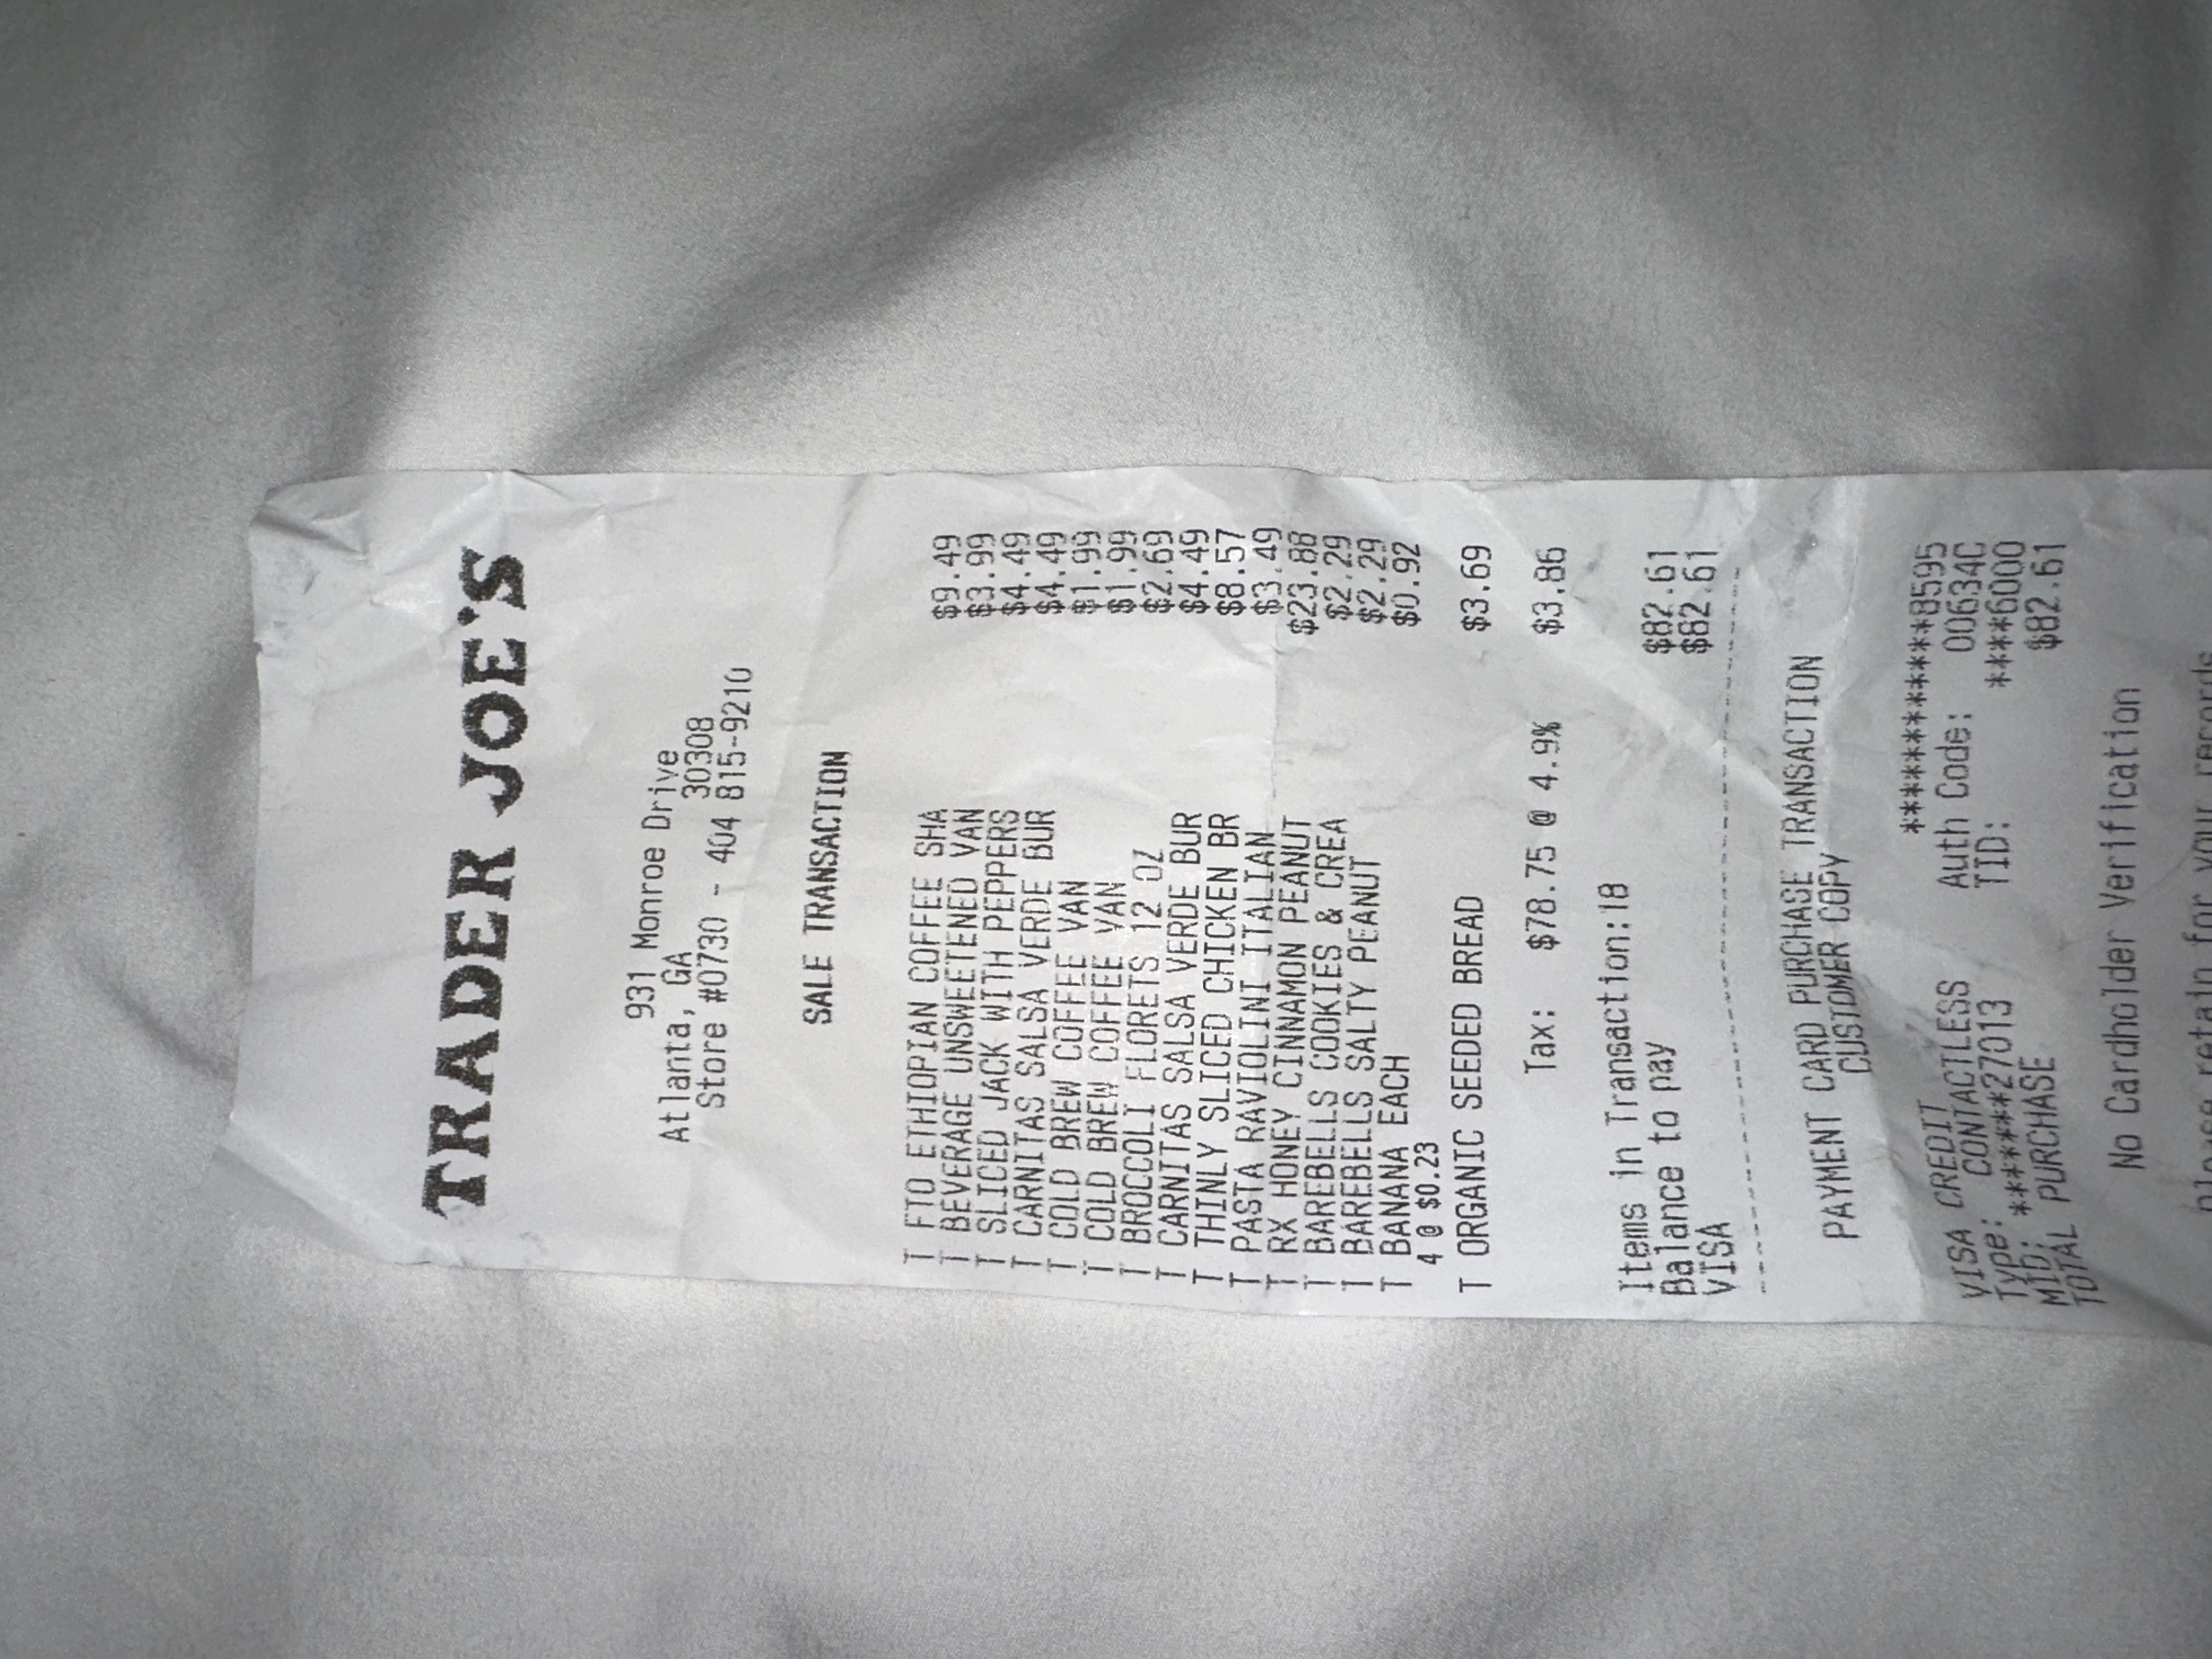 TRADER JOE'S
931 Monroe Drive
Atlanta, GA 30308
Store #0730 - 404 815-9210
SALE TRANSACTION
T FTO ETHIOPIAN COFFEE SHA $9.49
T BEVERAGE UNSWEETENED VAN $3.99
T SLICED JACK WITH PEPPERS $4.49
T CARNITAS SALSA VERDE BUR $4.49
T COLD BREW COFFEE VAN $1.99
T COLD BREW COFFEE VAN $1.99
T BROCCOLI FLORETS 12 OZ $2.69
T CARNITAS SALSA VERDE BUR $4.49
T THINLY SLICED CHICKEN BR $8.57
T PASTA RAVIOLINI ITALIAN $3.49
T RX HONEY CINNAMON PEANUT $23.88
T BAREBELLS COOKIES & CREA $2.29
T BAREBELLS SALTY PEANUT $2.29
T BANANA EACH $0.92
4 @ $0.23
T ORGANIC SEEDED BREAD $3.69
Tax: $78.75 @ 4.9% $3.86
Items in Transaction:18
Balance to pay $82.61
VISA $82.61
PAYMENT CARD PURCHASE TRANSACTION
CUSTOMER COPY
VISA CREDIT ************8595
Type: CONTACTLESS Auth Code: 00634C
MID: *******27013 TID: ****6000
TOTAL PURCHASE $82.61
No Cardholder Verification
Please retain for your records